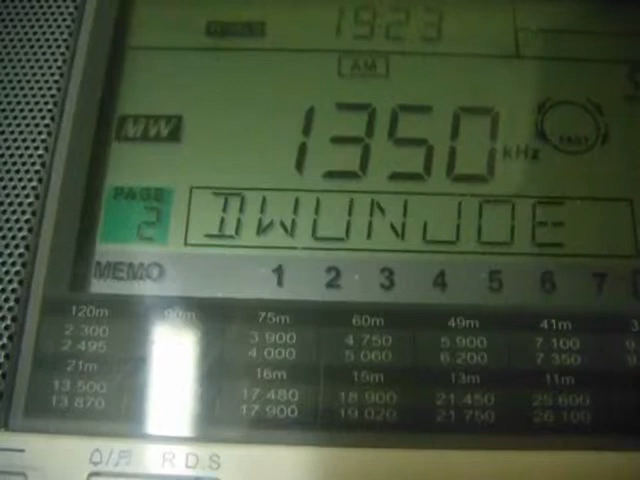 19:23
AM
MW 1350 kHz
FAST
PAGE
2
DWUNJOE
MEMO 1 2 3 4 5 6 7
120m 90m 75m 60m 49m 41m
2 300 3 900 4 750 5 900 7 100
2 495 4 000 5 060 6 200 7 350
21m 16m 15m 13m 11m
13 500 17 480 18 900 21 450 25 600
13 870 17 900 19 020 21 750 26 100
R.D.S